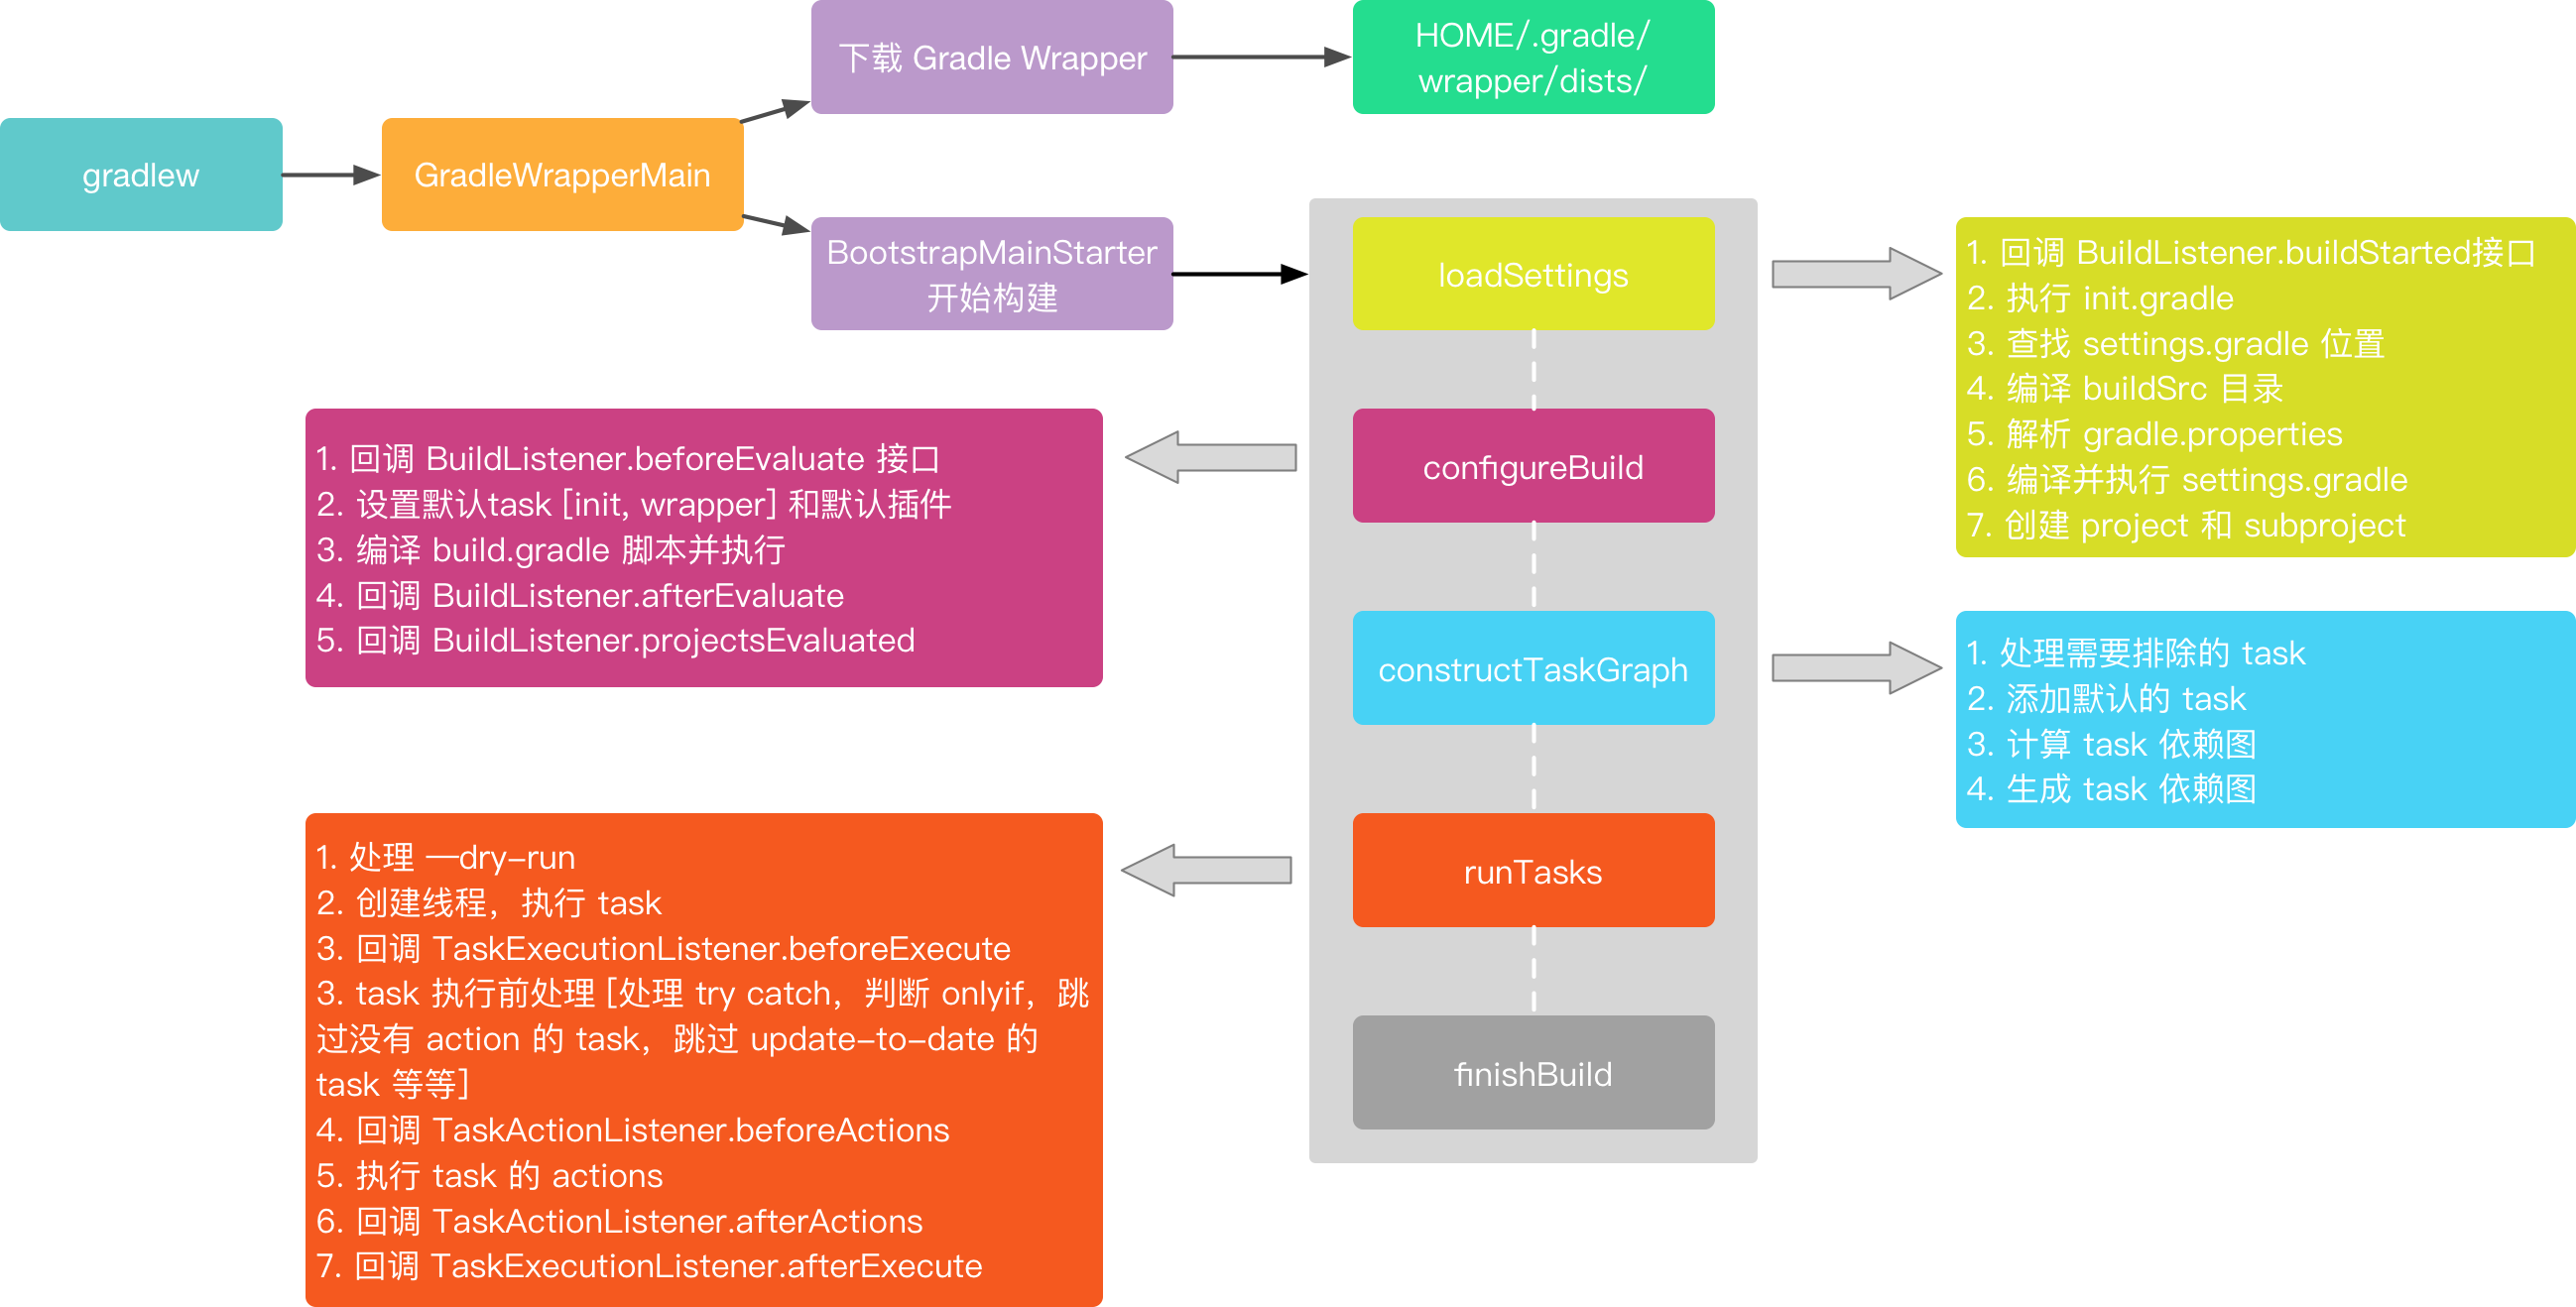 下载 Gradle Wrapper
HOME/.gradle/
wrapper/dists/
gradlew
GradleWrapperMain
BootstrapMainStarter
开始构建
loadSettings
1. 回调 BuildListener.buildStarted接口
2. 执行 init.gradle
3. 查找 settings.gradle 位置
4. 编译 buildSrc 目录
5. 解析 gradle.properties
6. 编译并执行 settings.gradle
7. 创建 project 和 subproject
configureBuild
1. 回调 BuildListener.beforeEvaluate 接口
2. 设置默认task [init, wrapper] 和默认插件
3. 编译 build.gradle 脚本并执行
4. 回调 BuildListener.afterEvaluate
5. 回调 BuildListener.projectsEvaluated
constructTaskGraph
1. 处理需要排除的 task
2. 添加默认的 task
3. 计算 task 依赖图
4. 生成 task 依赖图
runTasks
1. 处理 —dry-run
2. 创建线程，执行 task
3. 回调 TaskExecutionListener.beforeExecute
3. task 执行前处理 [处理 try catch，判断 onlyif，跳
过没有 action 的 task，跳过 update-to-date 的
task 等等]
4. 回调 TaskActionListener.beforeActions
5. 执行 task 的 actions
6. 回调 TaskActionListener.afterActions
7. 回调 TaskExecutionListener.afterExecute
finishBuild